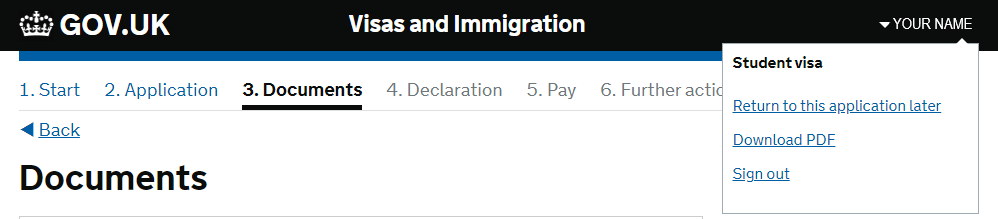 GOV.UK Visas and Immigration YOUR NAME
Student visa
1. Start 2. Application 3. Documents 4. Declaration 5. Pay 6. Further actio
Return to this application later
Back
Download PDF
Documents
Sign out